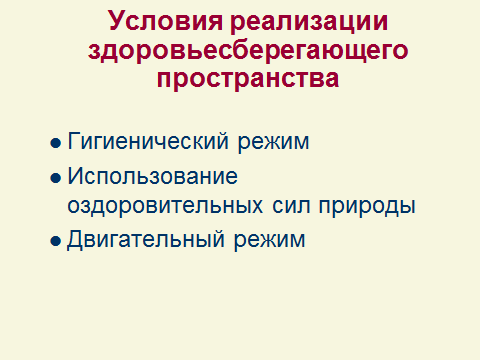 Условия реализации
здоровьесберегающего
пространства
● Гигиенический режим
● Использование
оздоровительных сил природы
● Двигательный режим